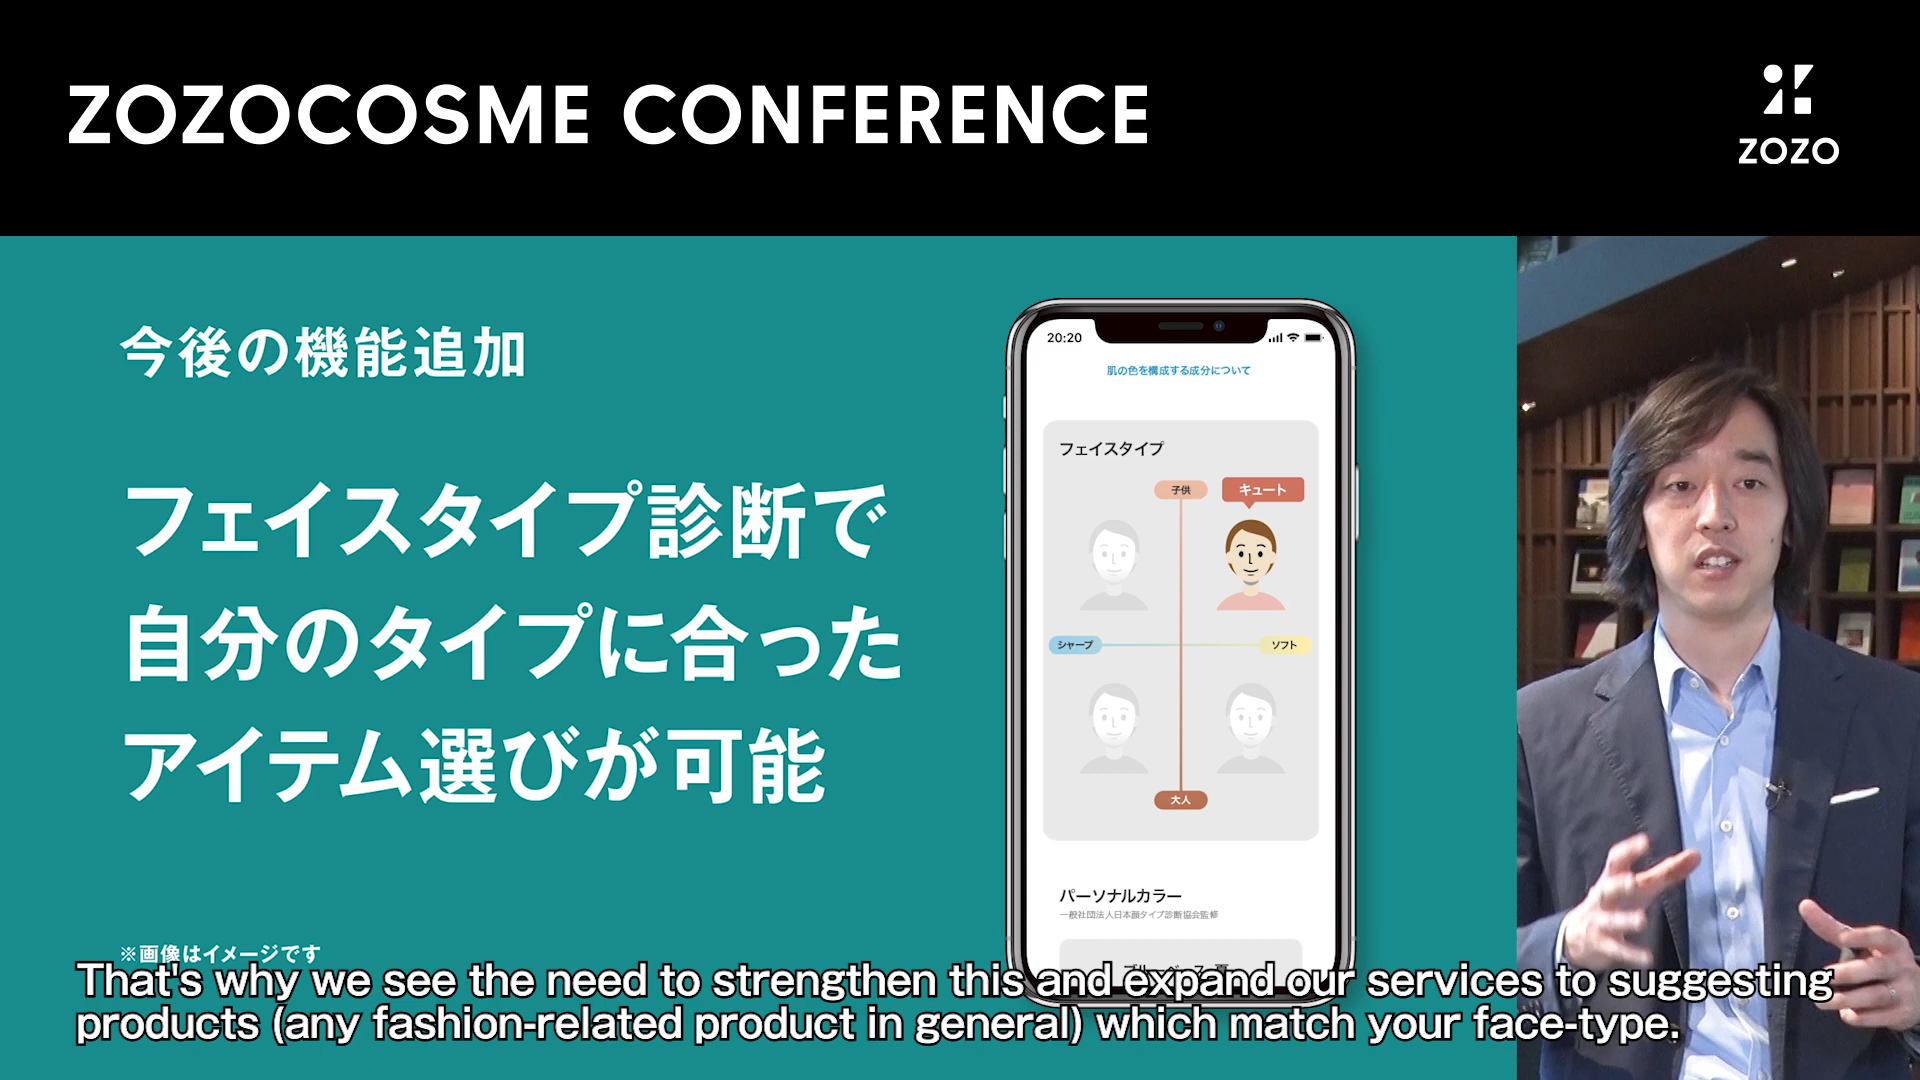 ZOZOCOSME CONFERENCE
ZOZO
今後の機能追加
フェイスタイプ診断で
自分のタイプに合った
アイテム選びが可能
※画像はイメージです
20:20
肌の色を構成する成分について
フェイスタイプ
子供
キュート
シャープ
ソフト
大人
パーソナルカラー
一般社団法人日本顔タイプ診断協会監修
That's why we see the need to strengthen this and expand our services to suggesting
products (any fashion-related product in general) which match your face-type.